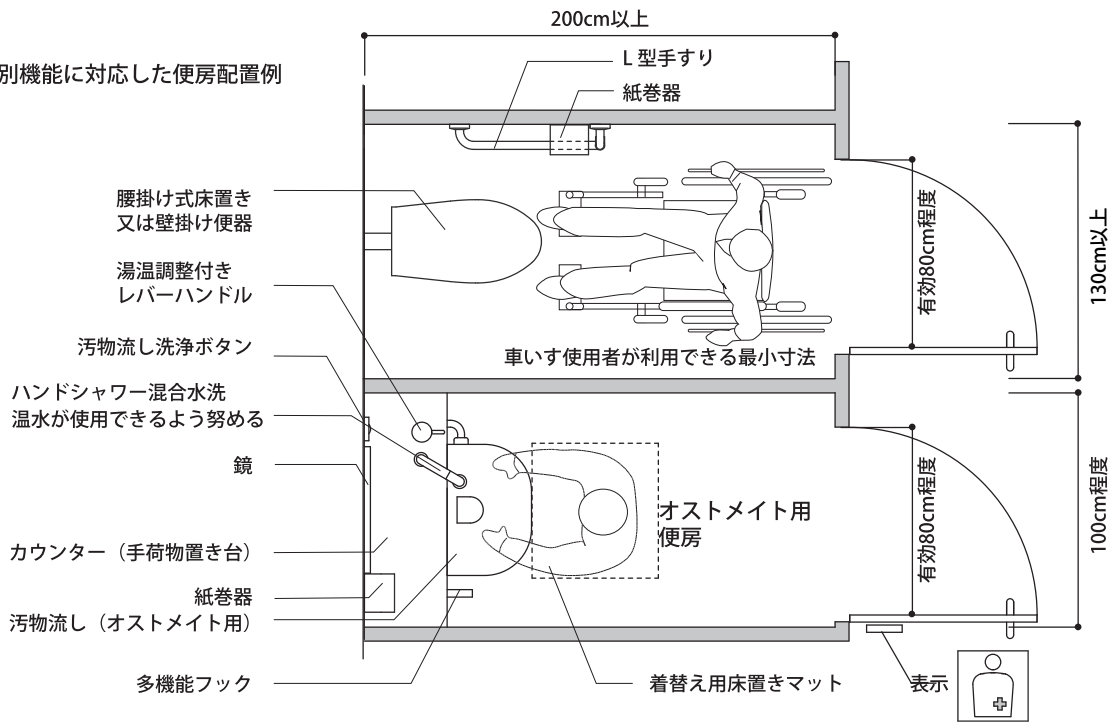 200cm以上
別機能に対応した便房配置例
L型手すり
紙巻器
腰掛け式床置き
又は壁掛け便器
湯温調整付き
レバーハンドル
汚物流し洗浄ボタン
ハンドシャワー混合水洗
温水が使用できるよう努める
鏡
カウンター（手荷物置き台）
紙巻器
汚物流し（オストメイト用）
多機能フック
有効80cm程度
130cm以上
車いす使用者が利用できる最小寸法
オストメイト用
便房
有効80cm程度
100cm程度
着替え用床置きマット
表示